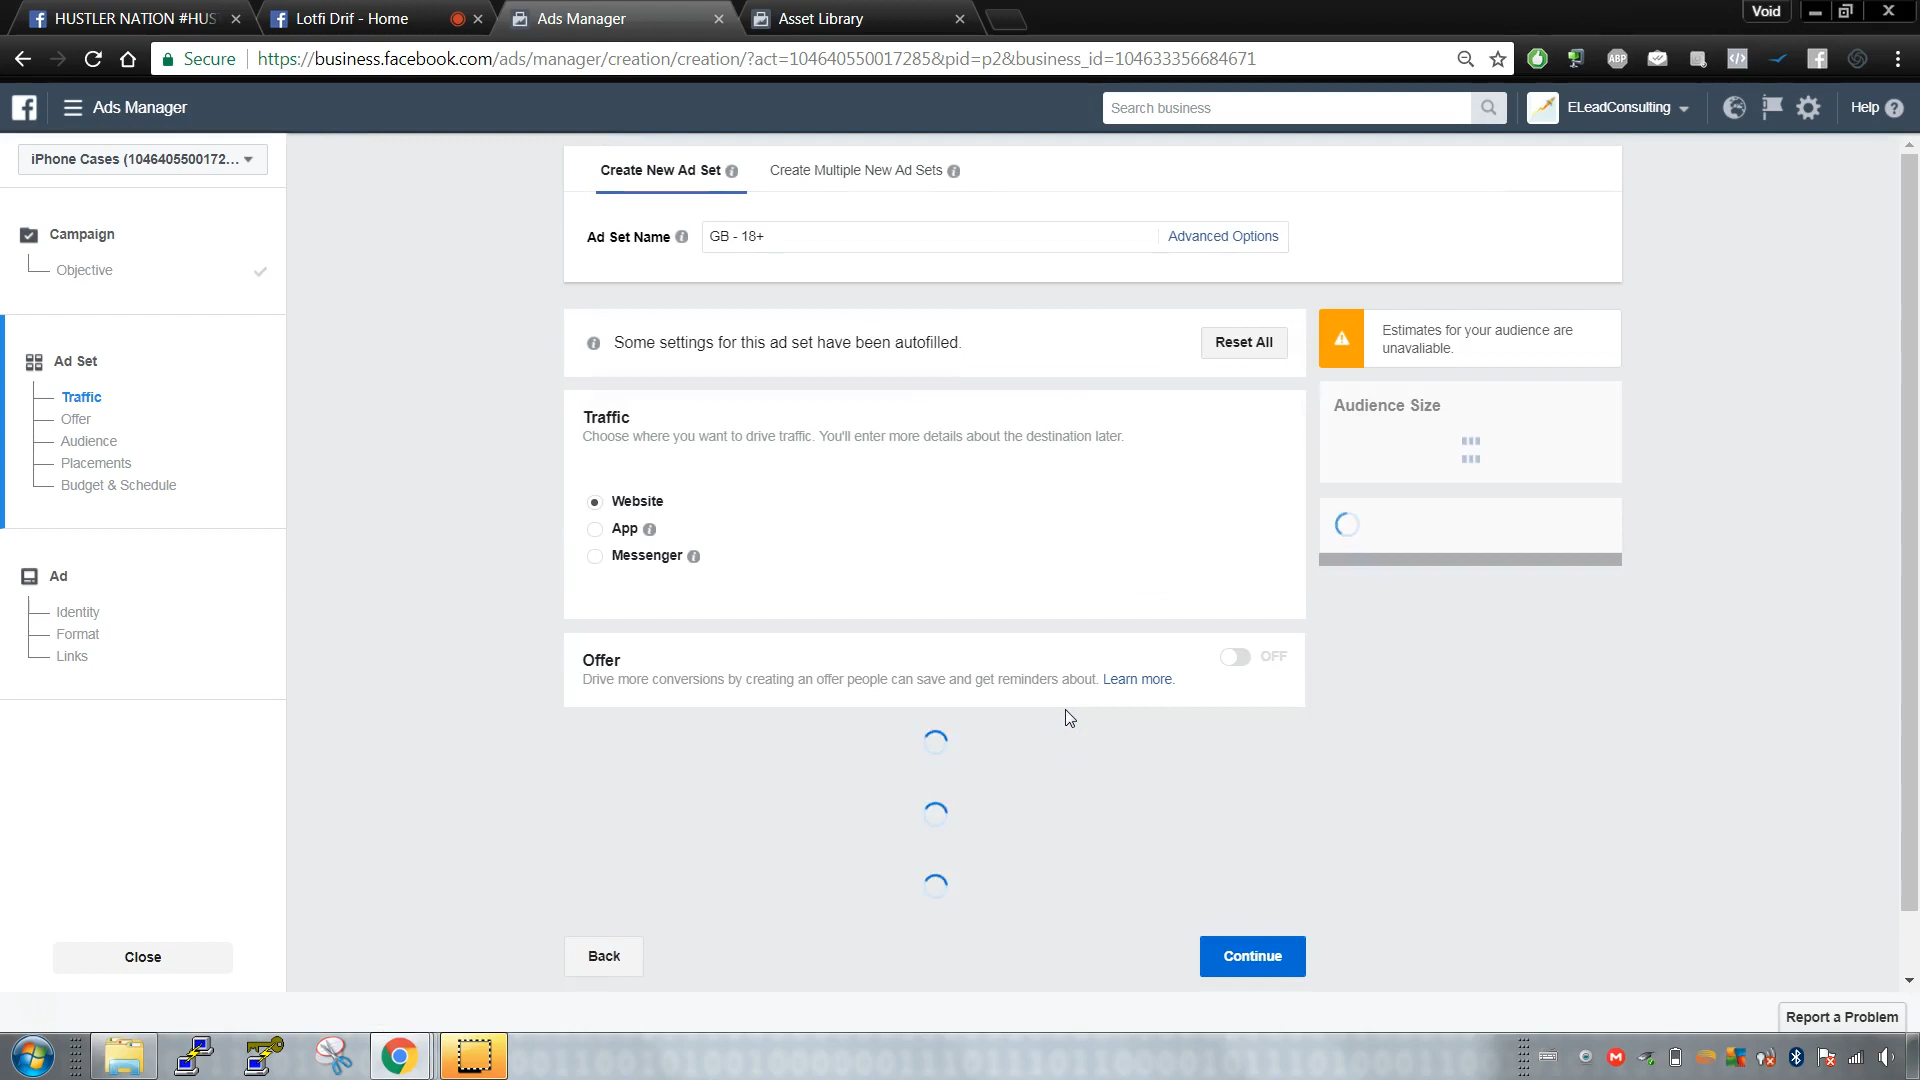 HUSTLER NATION #HUS
Lotfi Drif - Home
Ads Manager
Asset Library
Void
Secure
https://business.facebook.com/ads/manager/creation/creation/?act=104640550017285&pid=p2&business_id=104633356684671
ABP
Ads Manager
Search business
ELeadConsulting
Help
iPhone Cases (1046405500172...
Create New Ad Set
Create Multiple New Ad Sets
Campaign
Objective
Ad Set Name
GB - 18+
Advanced Options
Some settings for this ad set have been autofilled.
Reset All
Estimates for your audience are
unavaliable.
Ad Set
Traffic
Offer
Audience
Placements
Budget & Schedule
Traffic
Choose where you want to drive traffic. You'll enter more details about the destination later.
Audience Size
Website
App
Messenger
Ad
Identity
Format
Links
Offer
OFF
Drive more conversions by creating an offer people can save and get reminders about. Learn more.
Back
Continue
Close
Report a Problem